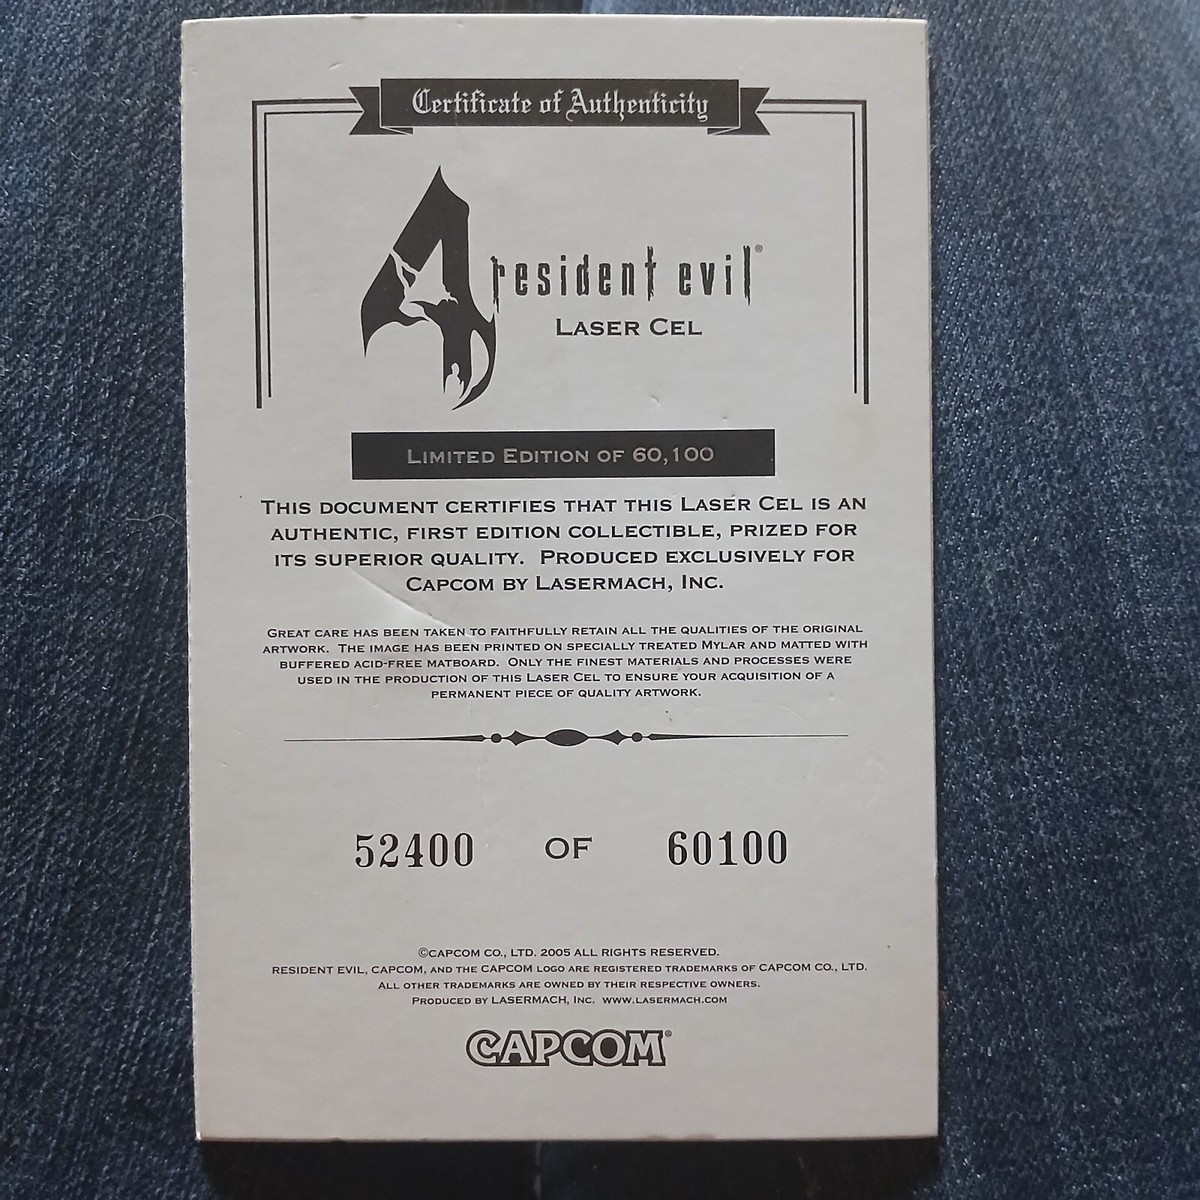 Certificate of Authenticity
4 resident evil®
LASER CEL
LIMITED EDITION OF 60,100
THIS DOCUMENT CERTIFIES THAT THIS LASER CEL IS AN
AUTHENTIC, FIRST EDITION COLLECTIBLE, PRIZED FOR
ITS SUPERIOR QUALITY. PRODUCED EXCLUSIVELY FOR
CAPCOM BY LASERMACH, INC.
GREAT CARE HAS BEEN TAKEN TO FAITHFULLY RETAIN ALL THE QUALITIES OF THE ORIGINAL
ARTWORK. THE IMAGE HAS BEEN PRINTED ON SPECIALLY TREATED MYLAR AND MATTED WITH
BUFFERED ACID-FREE MATBOARD. ONLY THE FINEST MATERIALS AND PROCESSES WERE
USED IN THE PRODUCTION OF THIS LASER CEL TO ENSURE YOUR ACQUISITION OF A
PERMANENT PIECE OF QUALITY ARTWORK.
52400 OF 60100
©CAPCOM CO., LTD. 2005 ALL RIGHTS RESERVED.
RESIDENT EVIL, CAPCOM, AND THE CAPCOM LOGO ARE REGISTERED TRADEMARKS OF CAPCOM CO., LTD.
ALL OTHER TRADEMARKS ARE OWNED BY THEIR RESPECTIVE OWNERS.
PRODUCED BY LASERMACH, INC. WWW.LASERMACH.COM
CAPCOM®